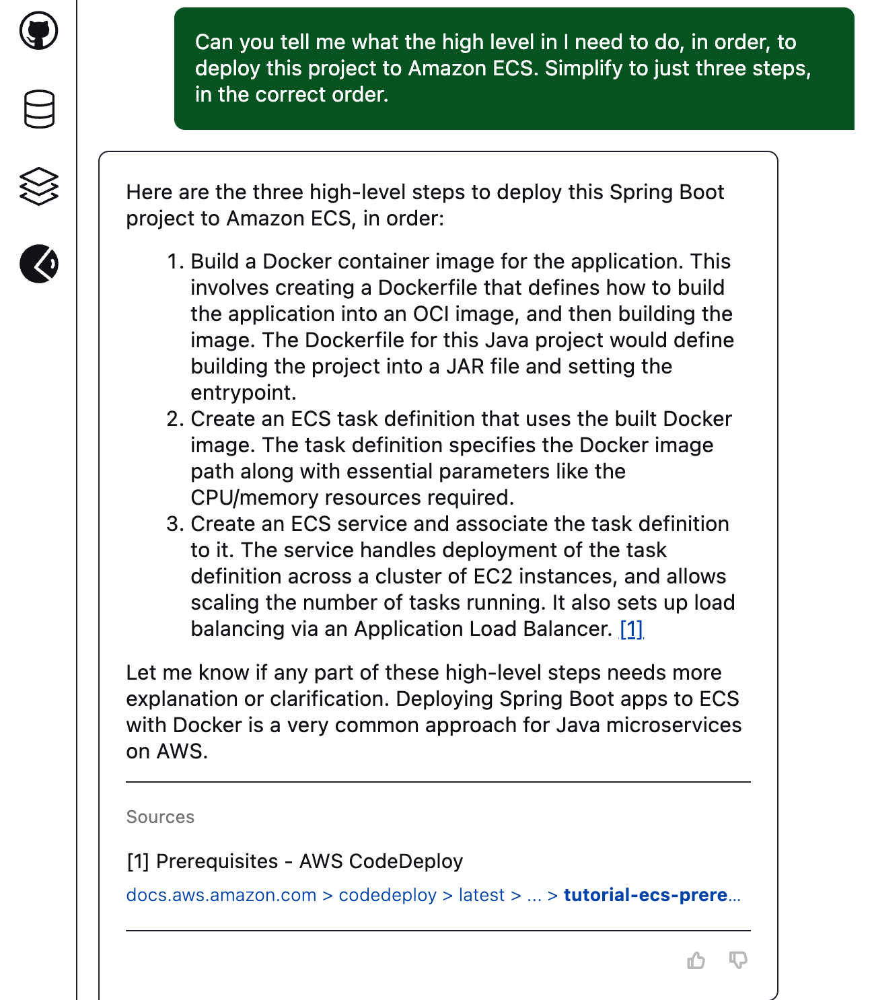 Can you tell me what the high level in I need to do, in order, to
deploy this project to Amazon ECS. Simplify to just three steps,
in the correct order.
Here are the three high-level steps to deploy this Spring Boot
project to Amazon ECS, in order:
1. Build a Docker container image for the application. This
involves creating a Dockerfile that defines how to build
the application into an OCI image, and then building the
image. The Dockerfile for this Java project would define
building the project into a JAR file and setting the
entrypoint.
2. Create an ECS task definition that uses the built Docker
image. The task definition specifies the Docker image
path along with essential parameters like the
CPU/memory resources required.
3. Create an ECS service and associate the task definition
to it. The service handles deployment of the task
definition across a cluster of EC2 instances, and allows
scaling the number of tasks running. It also sets up load
balancing via an Application Load Balancer. [1]
Let me know if any part of these high-level steps needs more
explanation or clarification. Deploying Spring Boot apps to ECS
with Docker is a very common approach for Java microservices
on AWS.
Sources
[1] Prerequisites - AWS CodeDeploy
docs.aws.amazon.com > codedeploy > latest > ... > tutorial-ecs-prere...